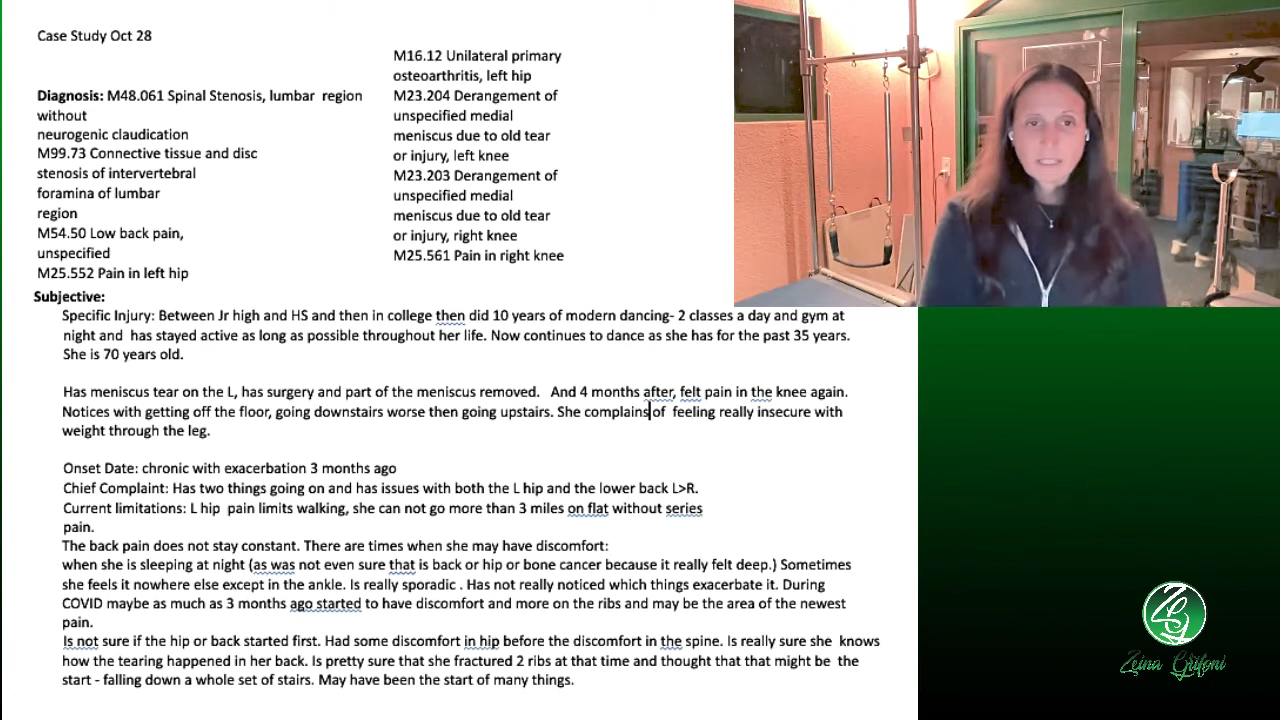 Case Study Oct 28
Diagnosis: M48.061 Spinal Stenosis, lumbar region
without
neurogenic claudication
M99.73 Connective tissue and disc
stenosis of intervertebral
foramina of lumbar
region
M54.50 Low back pain,
unspecified
M25.552 Pain in left hip
M16.12 Unilateral primary
osteoarthritis, left hip
M23.204 Derangement of
unspecified medial
meniscus due to old tear
or injury, left knee
M23.203 Derangement of
unspecified medial
meniscus due to old tear
or injury, right knee
M25.561 Pain in right knee
Subjective:
Specific Injury: Between Jr high and HS and then in college then did 10 years of modern dancing- 2 classes a day and gym at
night and has stayed active as long as possible throughout her life. Now continues to dance as she has for the past 35 years.
She is 70 years old.
Has meniscus tear on the L, has surgery and part of the meniscus removed. And 4 months after, felt pain in the knee again.
Notices with getting off the floor, going downstairs worse then going upstairs. She complains of feeling really insecure with
weight through the leg.
Onset Date: chronic with exacerbation 3 months ago
Chief Complaint: Has two things going on and has issues with both the L hip and the lower back L>R.
Current limitations: L hip pain limits walking, she can not go more than 3 miles on flat without series
pain.
The back pain does not stay constant. There are times when she may have discomfort:
when she is sleeping at night (as was not even sure that is back or hip or bone cancer because it really felt deep.) Sometimes
she feels it nowhere else except in the ankle. Is really sporadic . Has not really noticed which things exacerbate it. During
COVID maybe as much as 3 months ago started to have discomfort and more on the ribs and may be the area of the newest
pain.
Is not sure if the hip or back started first. Had some discomfort in hip before the discomfort in the spine. Is really sure she knows
how the tearing happened in her back. Is pretty sure that she fractured 2 ribs at that time and thought that that might be the
start - falling down a whole set of stairs. May have been the start of many things.
ZG
Zeina Grifoni